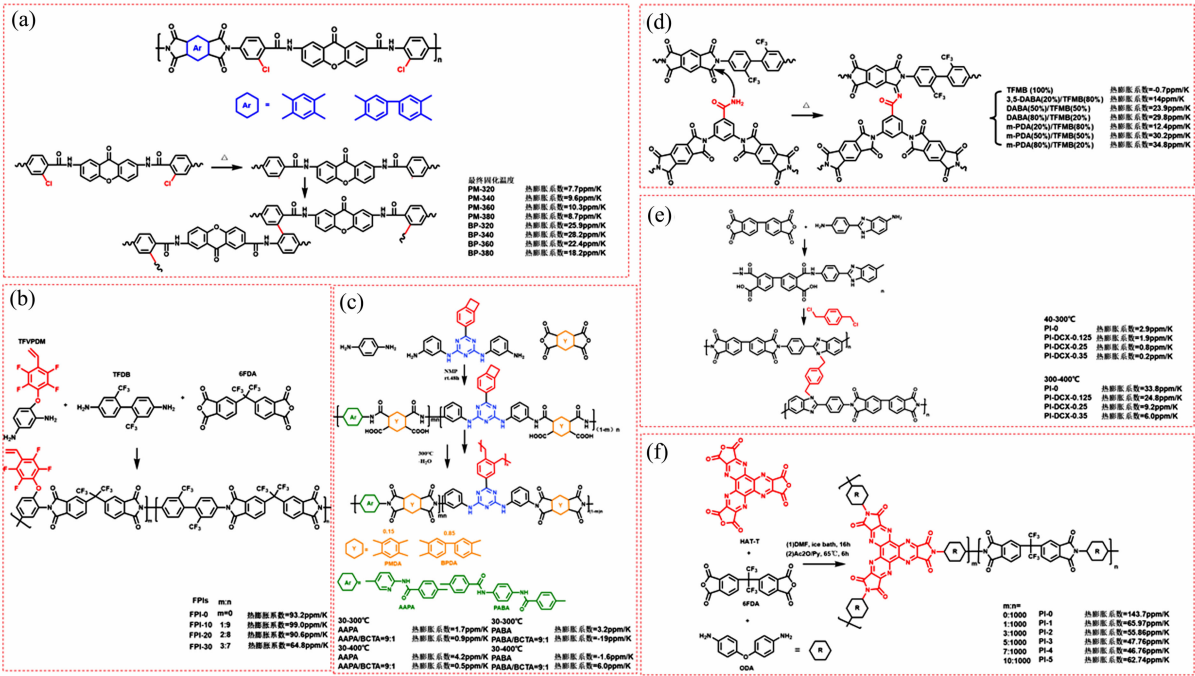 (a)
Ar
Cl
Cl
n
Ar =
Cl
Cl
△
最终固化温度
PM-320 热膨胀系数=7.7ppm/K
PM-340 热膨胀系数=9.6ppm/K
PM-360 热膨胀系数=10.3ppm/K
PM-380 热膨胀系数=8.7ppm/K
BP-320 热膨胀系数=25.9ppm/K
BP-340 热膨胀系数=28.2ppm/K
BP-360 热膨胀系数=22.4ppm/K
BP-380 热膨胀系数=18.2ppm/K
(b)
TFVPDM
TFDB
6FDA
FPIs m:n
FPI-0 m=0 热膨胀系数=93.2ppm/K
FPI-10 1:9 热膨胀系数=99.0ppm/K
FPI-20 2:8 热膨胀系数=90.6ppm/K
FPI-30 3:7 热膨胀系数=64.8ppm/K
(c)
NMP
rt.48h
300℃
-H₂O
0.15 0.85
Y =
PMDA BPDA
Ar =
AAPA PABA
30-300℃
AAPA 热膨胀系数=1.7ppm/K
AAPA/BCTA=9:1 热膨胀系数=0.9ppm/K
30-400℃
AAPA 热膨胀系数=4.2ppm/K
AAPA/BCTA=9:1 热膨胀系数=0.5ppm/K
30-300℃
PABA 热膨胀系数=3.2ppm/K
PABA/BCTA=9:1 热膨胀系数=-19ppm/K
30-400℃
PABA 热膨胀系数=-1.6ppm/K
PABA/BCTA=9:1 热膨胀系数=6.0ppm/K
(d)
CF₃
CF₃
NH₂
△
CF₃
CF₃
TFMB (100%) 热膨胀系数=-0.7ppm/K
3,5-DABA(20%)/TFMB(80%) 热膨胀系数=14ppm/K
DABA(50%)/TFMB(50%) 热膨胀系数=23.9ppm/K
DABA(80%)/TFMB(20%) 热膨胀系数=29.8ppm/K
m-PDA(20%)/TFMB(80%) 热膨胀系数=12.4ppm/K
m-PDA(50%)/TFMB(50%) 热膨胀系数=30.2ppm/K
m-PDA(80%)/TFMB(20%) 热膨胀系数=34.8ppm/K
(e)
40-300℃
PI-0 热膨胀系数=2.9ppm/K
PI-DCX-0.125 热膨胀系数=1.9ppm/K
PI-DCX-0.25 热膨胀系数=0.8ppm/K
PI-DCX-0.35 热膨胀系数=0.2ppm/K
300-400℃
PI-0 热膨胀系数=33.8ppm/K
PI-DCX-0.125 热膨胀系数=24.8ppm/K
PI-DCX-0.25 热膨胀系数=9.2ppm/K
PI-DCX-0.35 热膨胀系数=6.0ppm/K
(f)
HAT-T
6FDA
ODA
= R
(1)DMF, ice bath, 16h
(2)Ac2O/Py, 65℃, 6h
m:n=
0:1000 PI-0 热膨胀系数=143.7ppm/K
1:1000 PI-1 热膨胀系数=65.97ppm/K
3:1000 PI-2 热膨胀系数=55.86ppm/K
5:1000 PI-3 热膨胀系数=47.76ppm/K
7:1000 PI-4 热膨胀系数=46.76ppm/K
10:1000 PI-5 热膨胀系数=62.74ppm/K